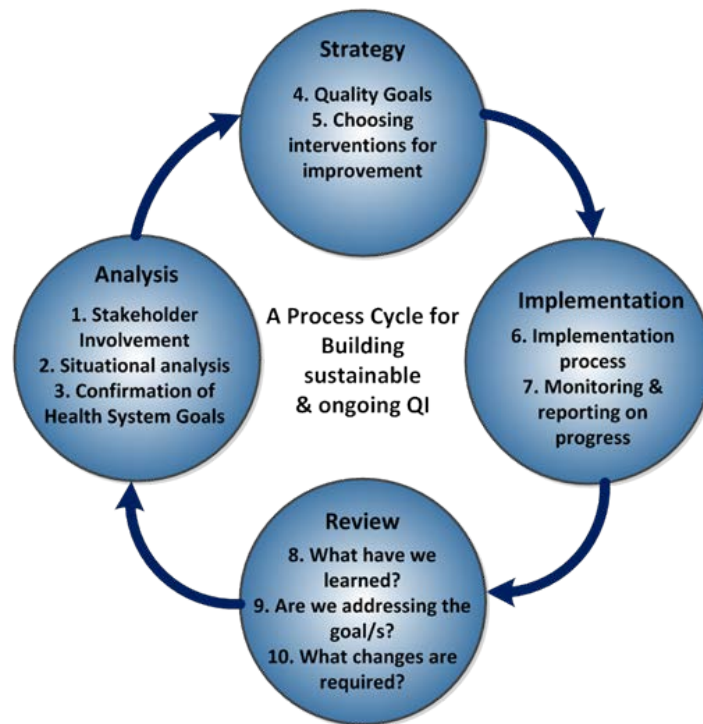 Strategy
4. Quality Goals
5. Choosing
interventions for
improvement
Analysis
1. Stakeholder
Involvement
2. Situational analysis
3. Confirmation of
Health System Goals
A Process Cycle for
Building
sustainable
& ongoing QI
Implementation
6. Implementation
process
7. Monitoring &
reporting on
progress
Review
8. What have we
learned?
9. Are we addressing the
goal/s?
10. What changes are
required?